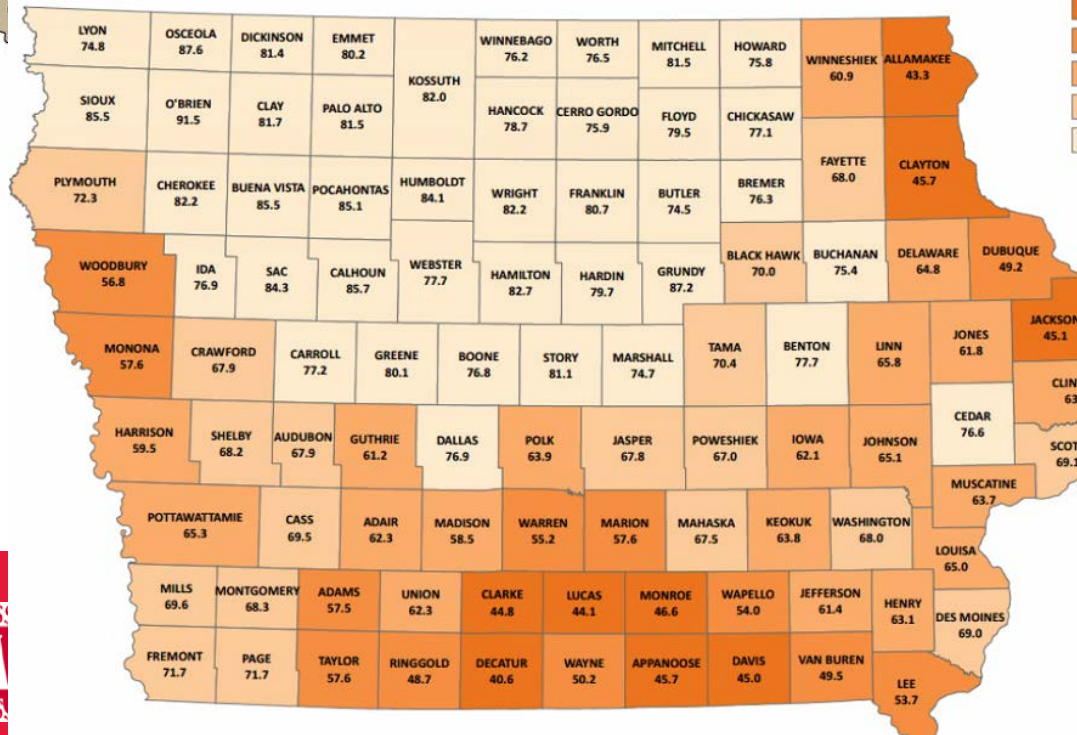 LYON
74.8
OSCEOLA
87.6
DICKINSON
81.4
EMMET
80.2
KOSSUTH
82.0
WINNEBAGO
76.2
WORTH
76.5
MITCHELL
81.5
HOWARD
75.8
WINNESHIEK
60.9
ALLAMAKEE
43.3
SIOUX
85.5
O'BRIEN
91.5
CLAY
81.7
PALO ALTO
81.5
HANCOCK
78.7
CERRO GORDO
75.9
FLOYD
79.5
CHICKASAW
77.1
FAYETTE
68.0
CLAYTON
45.7
PLYMOUTH
72.3
CHEROKEE
82.2
BUENA VISTA
85.5
POCAHONTAS
85.1
HUMBOLDT
84.1
WRIGHT
82.2
FRANKLIN
80.7
BUTLER
74.5
BREMER
76.3
WOODBURY
56.8
IDA
76.9
SAC
84.3
CALHOUN
85.7
WEBSTER
77.7
HAMILTON
82.7
HARDIN
79.7
GRUNDY
87.2
BLACK HAWK
70.0
BUCHANAN
75.4
DELAWARE
64.8
DUBUQUE
49.2
MONONA
57.6
CRAWFORD
67.9
CARROLL
77.2
GREENE
80.1
BOONE
76.8
STORY
81.1
MARSHALL
74.7
TAMA
70.4
BENTON
77.7
LINN
65.8
JONES
61.8
JACKSON
45.1
CLIN
63
CEDAR
76.6
SCOT
69.1
HARRISON
59.5
SHELBY
68.2
AUDUBON
67.9
GUTHRIE
61.2
DALLAS
76.9
POLK
63.9
JASPER
67.8
POWESHIEK
67.0
IOWA
62.1
JOHNSON
65.1
MUSCATINE
63.7
POTTAWATTAMIE
65.3
CASS
69.5
ADAIR
62.3
MADISON
58.5
WARREN
55.2
MARION
57.6
MAHASKA
67.5
KEOKUK
63.8
WASHINGTON
68.0
LOUISA
65.0
MILLS
69.6
MONTGOMERY
68.3
ADAMS
57.5
UNION
62.3
CLARKE
44.8
LUCAS
44.1
MONROE
46.6
WAPELLO
54.0
JEFFERSON
61.4
HENRY
63.1
DES MOINES
69.0
FREMONT
71.7
PAGE
71.7
TAYLOR
57.6
RINGGOLD
48.7
DECATUR
40.6
WAYNE
50.2
APPANOOSE
45.7
DAVIS
45.0
VAN BUREN
49.5
LEE
53.7